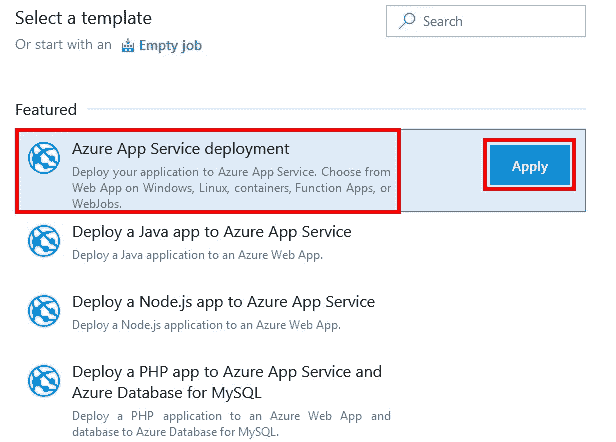 Select a template
Search
Or start with an Empty job
Featured
Azure App Service deployment
Deploy your application to Azure App Service. Choose from
Web App on Windows, Linux, containers, Function Apps, or
WebJobs.
Apply
Deploy a Java app to Azure App Service
Deploy a Java application to an Azure Web App.
Deploy a Node.js app to Azure App Service
Deploy a Node.js application to an Azure Web App.
Deploy a PHP app to Azure App Service and
Azure Database for MySQL
Deploy a PHP application to an Azure Web App and
database to Azure Database for MySQL.